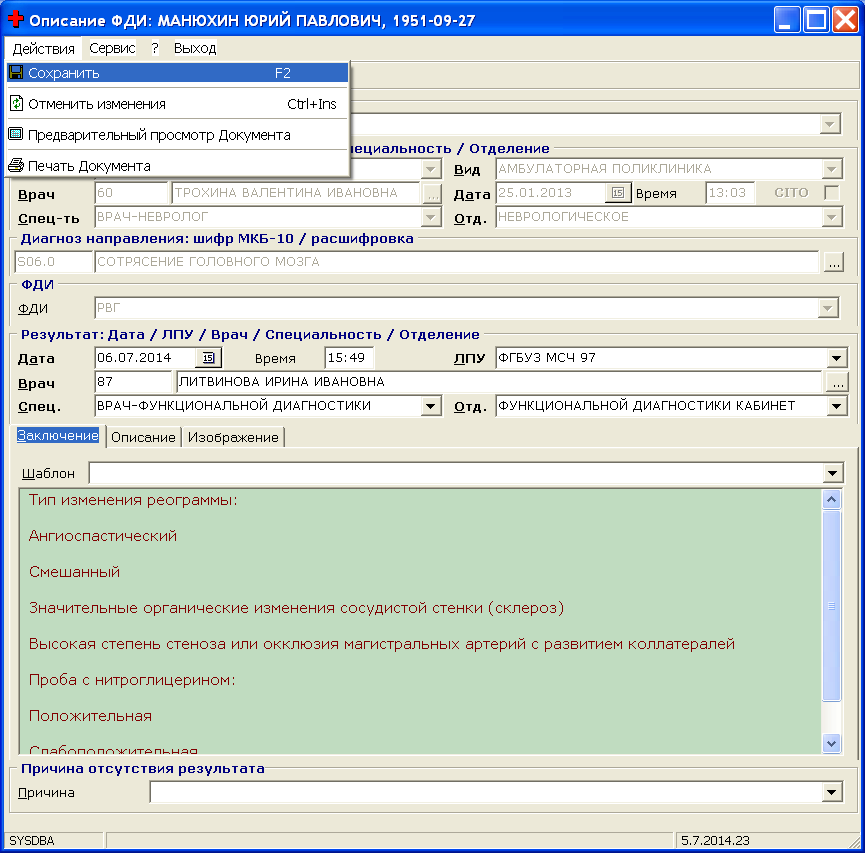 Описание ФДИ: МАНЮХИН ЮРИЙ ПАВЛОВИЧ, 1951-09-27
Действия Сервис ? Выход
Сохранить F2
Отменить изменения Ctrl+Ins
Предварительный просмотр Документа
Печать Документа
пециальность / Отделение
Вид АМБУЛАТОРНАЯ ПОЛИКЛИНИКА
Врач 60 ТРОХИНА ВАЛЕНТИНА ИВАНОВНА ... Дата 25.01.2013 15 Время 13:03 CITO
Спец-ть ВРАЧ-НЕВРОЛОГ Отд. НЕВРОЛОГИЧЕСКОЕ
Диагноз направления: шифр МКБ-10 / расшифровка
S06.0 СОТРЯСЕНИЕ ГОЛОВНОГО МОЗГА ...
ФДИ
ФДИ РВГ
Результат: Дата / ЛПУ / Врач / Специальность / Отделение
Дата 06.07.2014 15 Время 15:49 ЛПУ ФГБУЗ МСЧ 97
Врач 87 ЛИТВИНОВА ИРИНА ИВАНОВНА ...
Спец. ВРАЧ-ФУНКЦИОНАЛЬНОЙ ДИАГНОСТИКИ Отд. ФУНКЦИОНАЛЬНОЙ ДИАГНОСТИКИ КАБИНЕТ
Заключение Описание Изображение
Шаблон
Тип изменения реограммы:
Ангиоспастический
Смешанный
Значительные органические изменения сосудистой стенки (склероз)
Высокая степень стеноза или окклюзия магистральных артерий с развитием коллатералей
Проба с нитроглицерином:
Положительная
Слабоположительная
Причина отсутствия результата
Причина
SYSDBA 5.7.2014.23